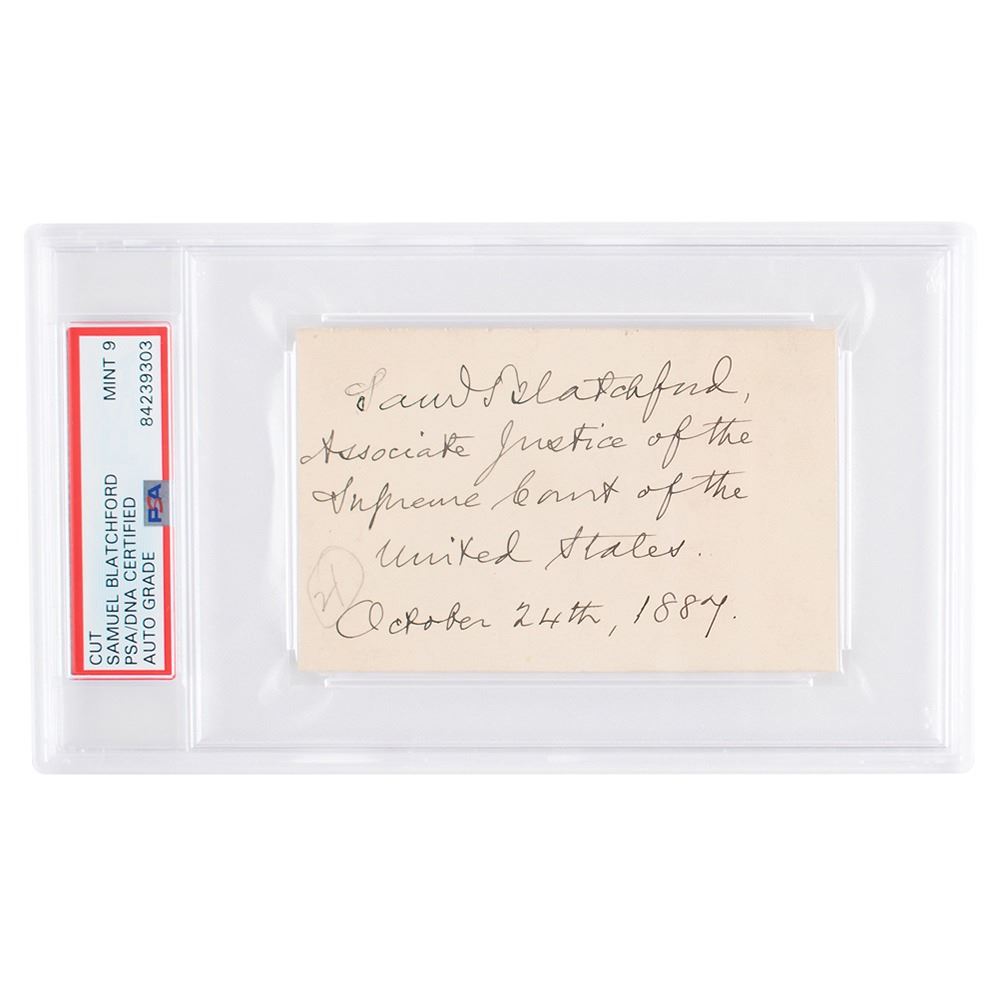 CUT
SAMUEL BLATCHFORD
PSA/DNA CERTIFIED
AUTO GRADE
MINT 9
84239303
PSA
Saml Blatchford,
Associate Justice of the
Supreme Court of the
United States.
October 24th, 1887.